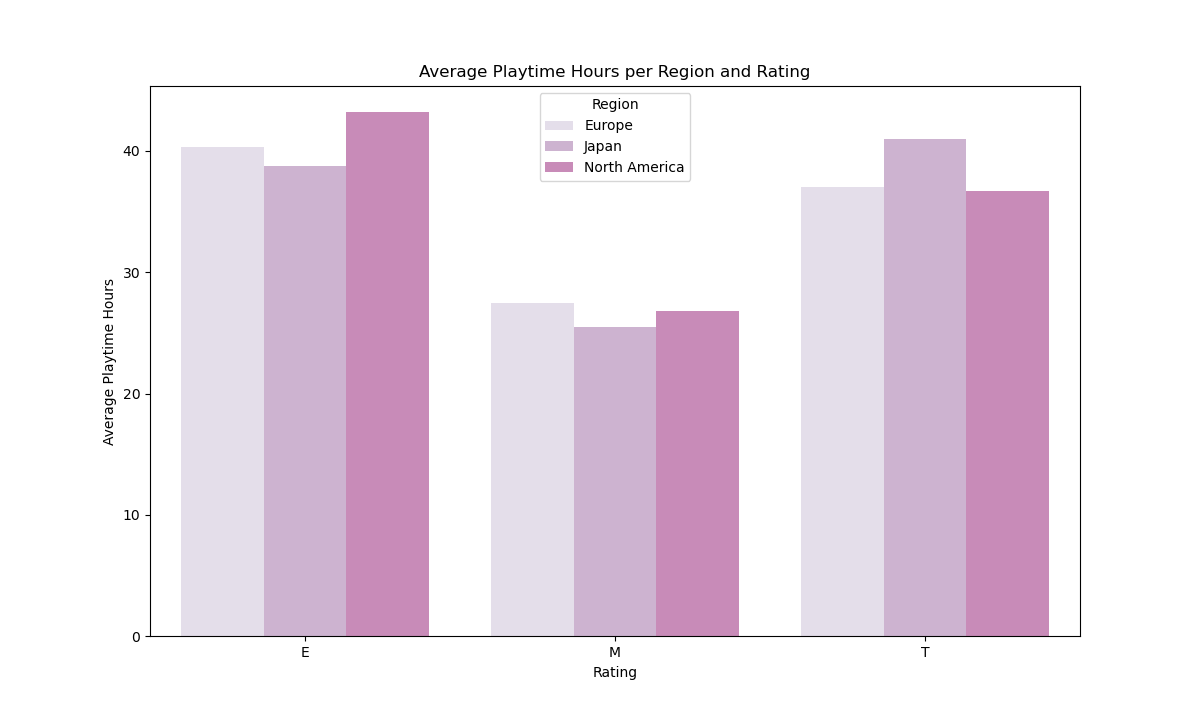 Average Playtime Hours per Region and Rating
Region
Europe
Japan
North America
Average Playtime Hours
40
30
20
10
0
E
M
T
Rating